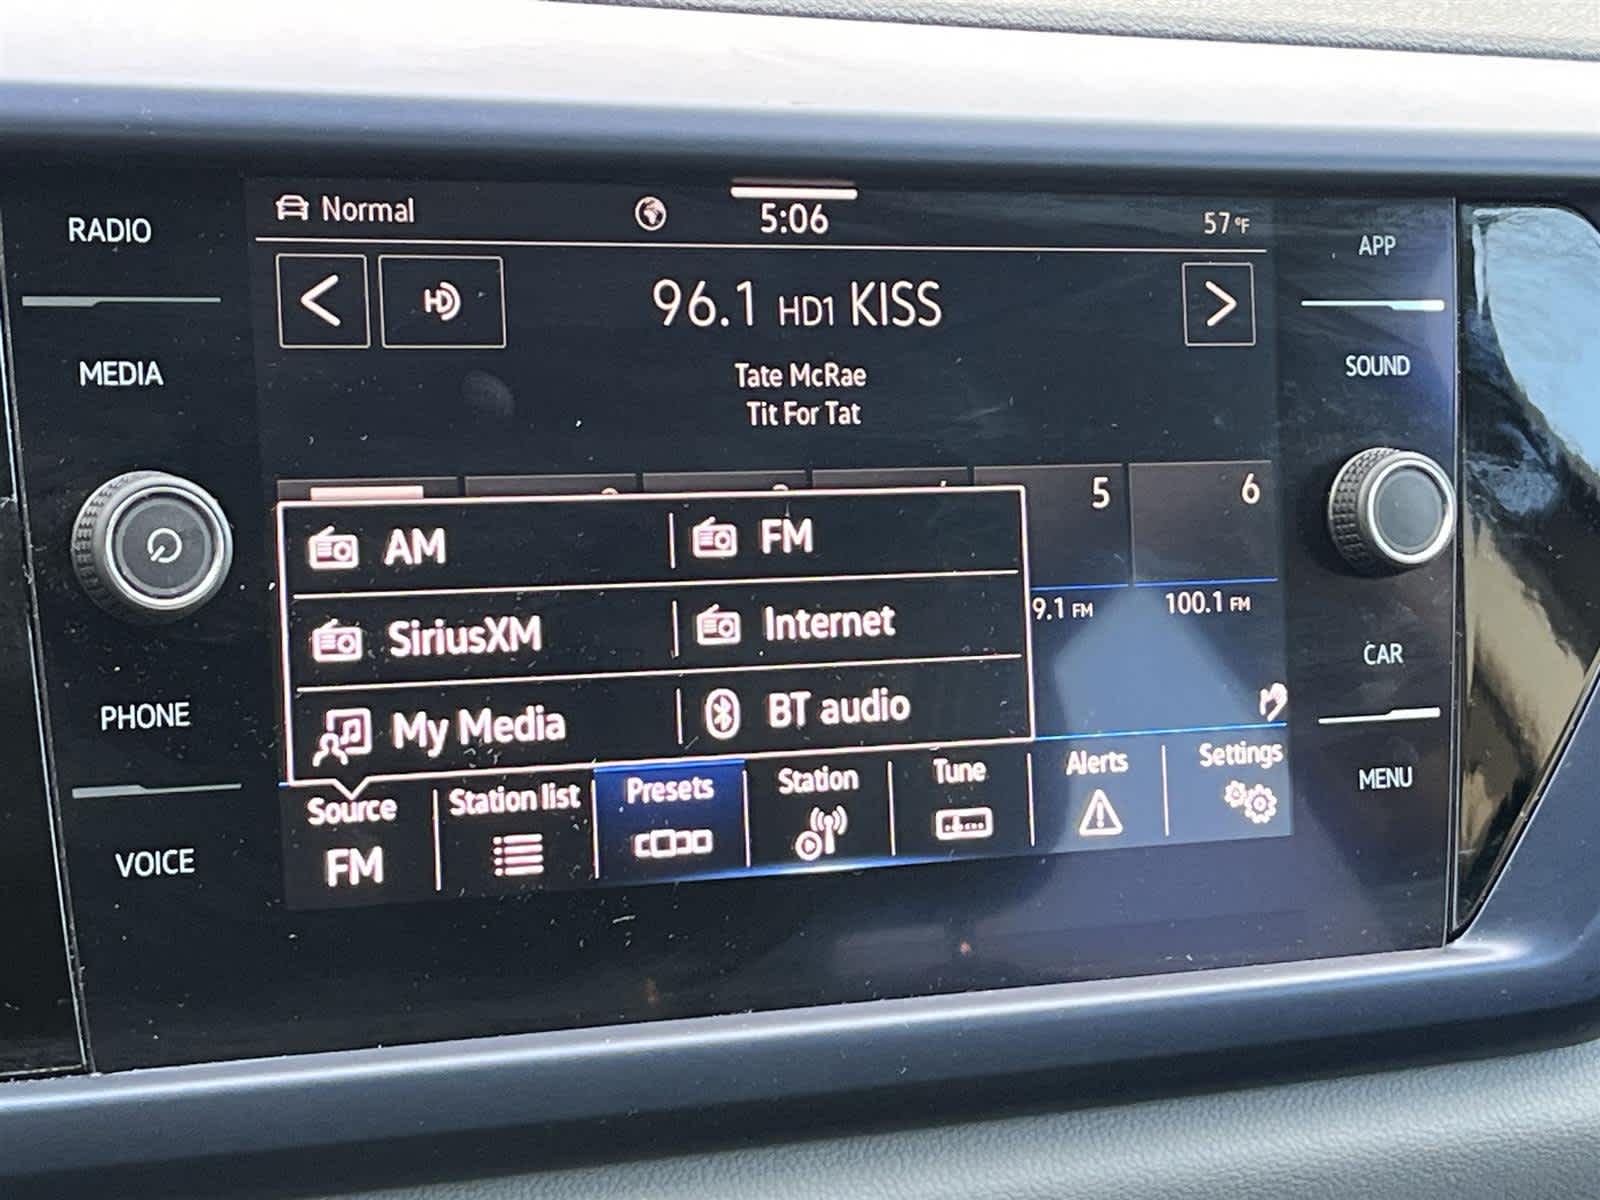 RADIO
MEDIA
PHONE
VOICE
Normal
5:06
57°F
HD
96.1 HD1 KISS
Tate McRae
Tit For Tat
5
6
AM
FM
SiriusXM
Internet
My Media
BT audio
9.1 FM
100.1 FM
Source
FM
Station list
Presets
Station
Tune
Alerts
Settings
APP
SOUND
CAR
MENU